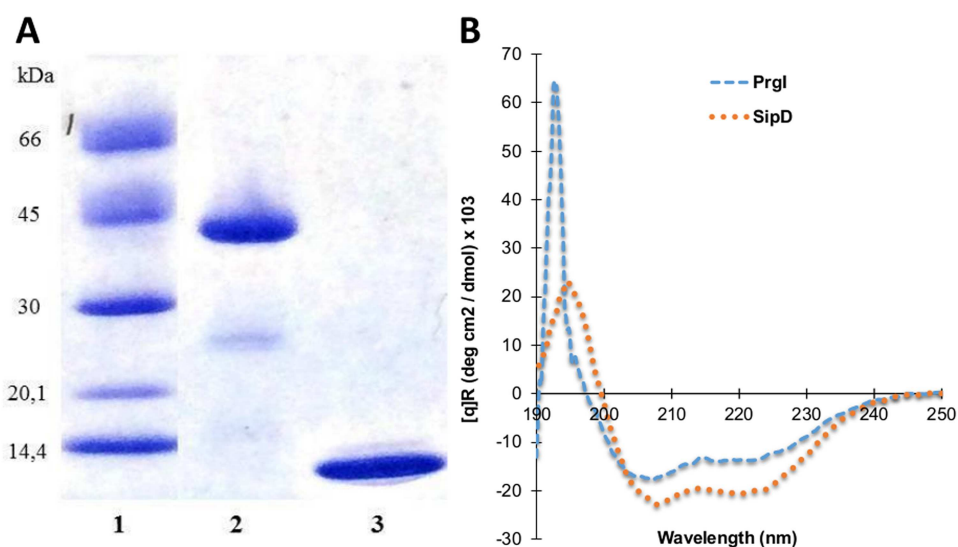 A
kDa
66
45
30
20,1
14,4
1 2 3
B
[q]R (deg cm2 / dmol) x 103
70
60
50
40
30
20
10
0
-10
-20
-30
190 200 210 220 230 240 250
Wavelength (nm)
PrgI
SipD